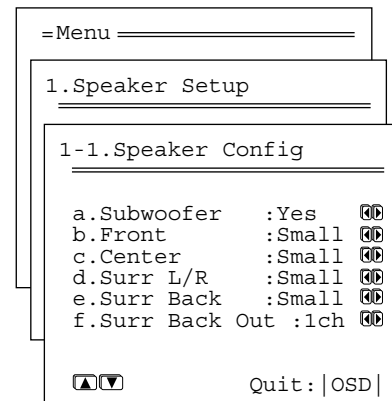 =Menu
1.Speaker Setup
1-1.Speaker Config
a.Subwoofer :Yes
b.Front :Small
c.Center :Small
d.Surr L/R :Small
e.Surr Back :Small
f.Surr Back Out :1ch
Quit:|OSD|